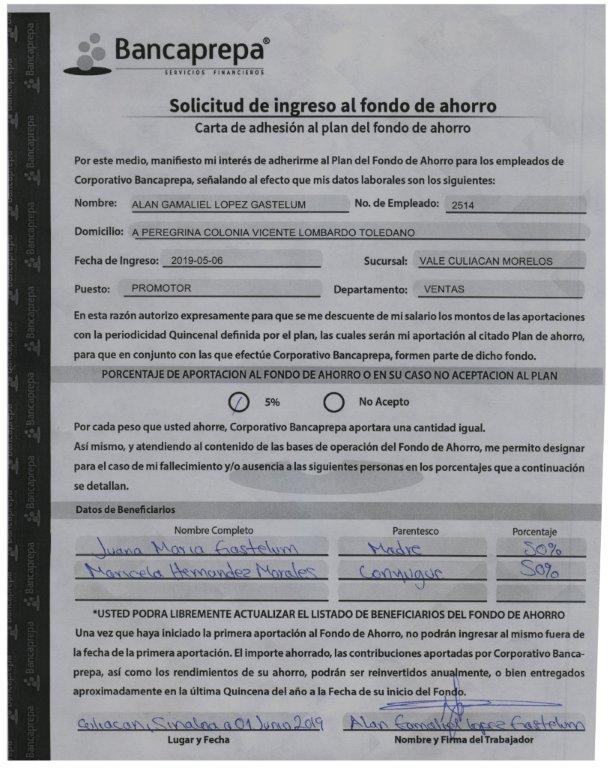 Bancaprepa®
SERVICIOS FINANCIEROS
Solicitud de ingreso al fondo de ahorro
Carta de adhesión al plan del fondo de ahorro
Por este medio, manifiesto mi interés de adherirme al Plan del Fondo de Ahorro para los empleados de
Corporativo Bancaprepa, señalando al efecto que mis datos laborales son los siguientes:
Nombre: ALAN GAMALIEL LOPEZ GASTELUM No. de Empleado: 2514
Domicilio: A PEREGRINA COLONIA VICENTE LOMBARDO TOLEDANO
Fecha de Ingreso: 2019-05-06 Sucursal: VALE CULIACAN MORELOS
Puesto: PROMOTOR Departamento: VENTAS
En esta razón autorizo expresamente para que se me descuente de mi salario los montos de las aportaciones
con la periodicidad Quincenal definida por el plan, las cuales serán mi aportación al citado Plan de ahorro,
para que en conjunto con las que efectúe Corporativo Bancaprepa, formen parte de dicho fondo.
PORCENTAJE DE APORTACION AL FONDO DE AHORRO O EN SU CASO NO ACEPTACION AL PLAN
5% No Acepto
Por cada peso que usted ahorre, Corporativo Bancaprepa aportara una cantidad igual.
Así mismo, y atendiendo al contenido de las bases de operación del Fondo de Ahorro, me permito designar
para el caso de mi fallecimiento y/o ausencia a las siguientes personas en los porcentajes que a continuación
se detallan.
Datos de Beneficiarios
Nombre Completo Parentesco Porcentaje
Juana Maria Gastelum Madre 50%
Maricela Hernandez Morales Conyugue 50%
*USTED PODRA LIBREMENTE ACTUALIZAR EL LISTADO DE BENEFICIARIOS DEL FONDO DE AHORRO
Una vez que haya iniciado la primera aportación al Fondo de Ahorro, no podrán ingresar al mismo fuera de
la fecha de la primera aportación. El importe ahorrado, las contribuciones aportadas por Corporativo Banca-
prepa, así como los rendimientos de su ahorro, podrán ser reinvertidos anualmente, o bien entregados
aproximadamente en la última Quincena del año a la Fecha de su inicio del Fondo.
Culiacan, Sinaloa a 01 Junio 2019 Alan Gamaliel Lopez Gastelum
Lugar y Fecha Nombre y Firma del Trabajador